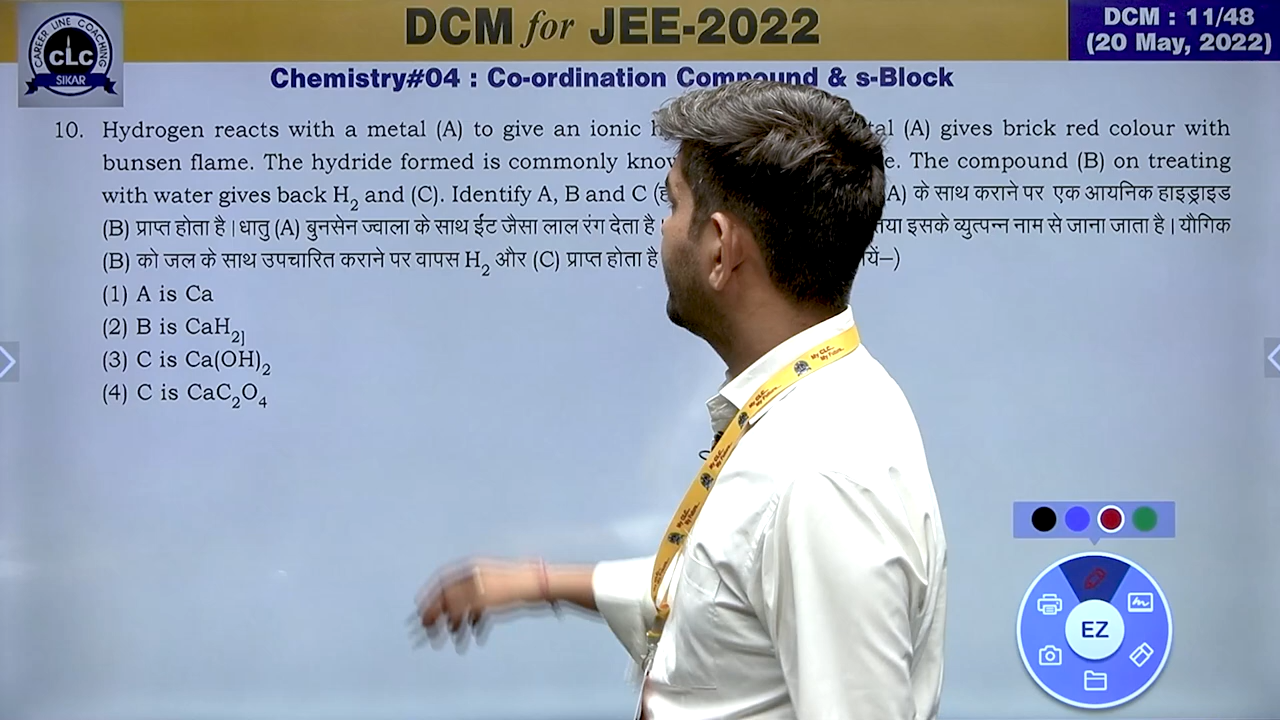 DCM for JEE-2022
DCM : 11/48
(20 May, 2022)
CAREER LINE COACHING
CLC
SIKAR
Chemistry#04 : Co-ordination Compound & s-Block
10. Hydrogen reacts with a metal (A) to give an ionic (A) gives brick red colour with
bunsen flame. The hydride formed is commonly The compound (B) on treating
with water gives back H₂ and (C). Identify A, B and C A) के साथ कराने पर एक आयनिक हाइड्राइड
(B) प्राप्त होता है। धातु (A) बुनसेन ज्वाला के साथ ईंट जैसा लाल रंग देता है इसके व्युत्पन्न नाम से जाना जाता है। यौगिक
(B) को जल के साथ उपचारित कराने पर वापस H₂ और (C) प्राप्त होता है
(1) A is Ca
(2) B is CaH₂]
(3) C is Ca(OH)₂
(4) C is CaC₂O₄
My CLC.. My Future..
EZ